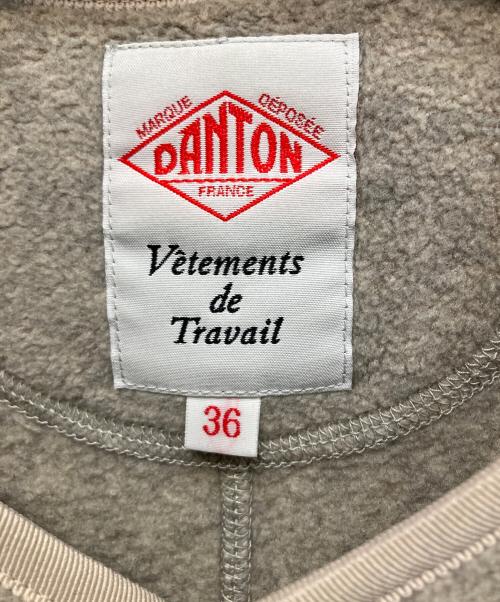 MARQUE DÉPOSÉE
DANTON
FRANCE
Vêtements
de
Travail
36